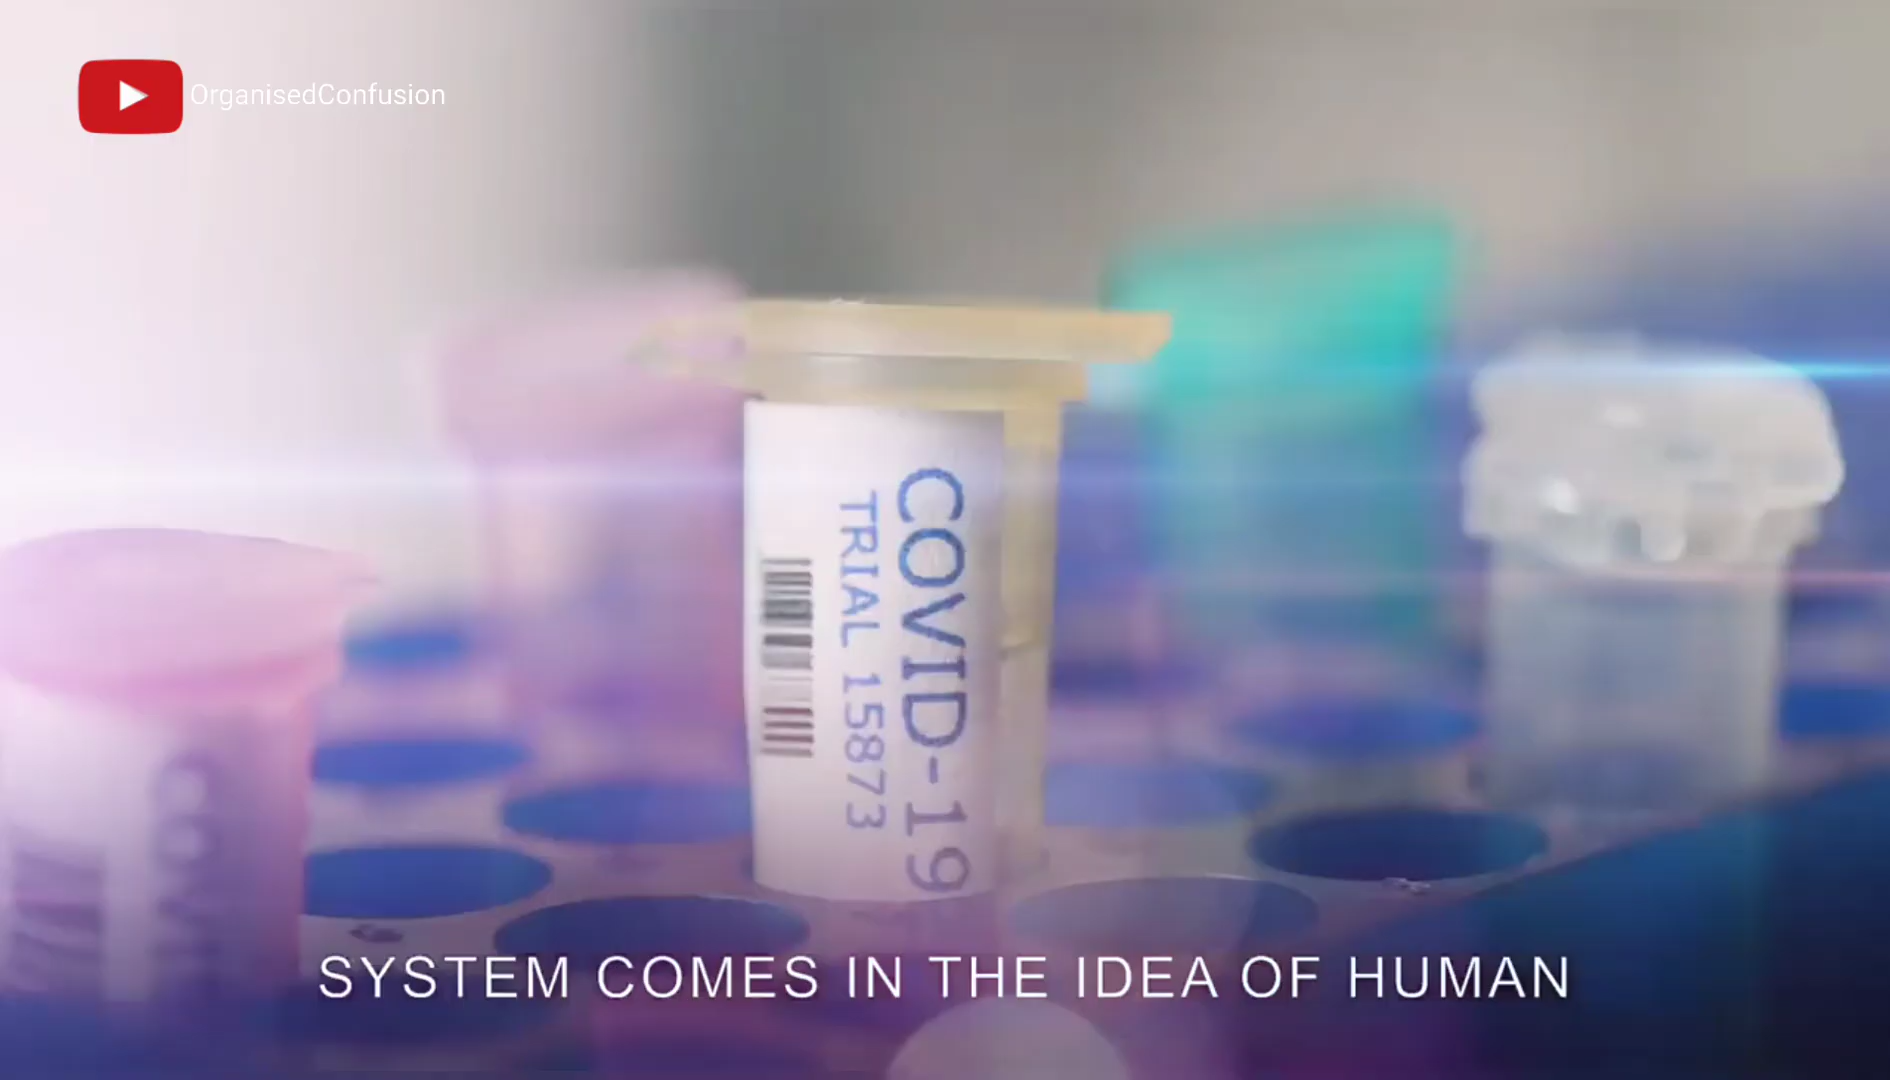 OrganisedConfusion
COVID-19
TRIAL 15873
SYSTEM COMES IN THE IDEA OF HUMAN